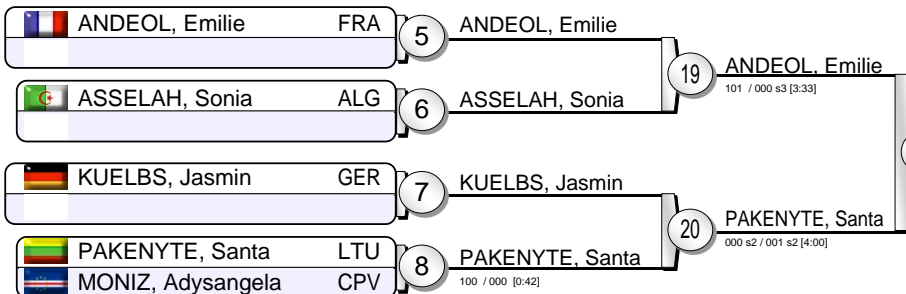 ANDEOL, Emilie FRA
5
ANDEOL, Emilie
19
ANDEOL, Emilie
101 / 000 s3 [3:33]
ASSELAH, Sonia ALG
6
ASSELAH, Sonia
KUELBS, Jasmin GER
7
KUELBS, Jasmin
20
PAKENYTE, Santa
000 s2 / 001 s2 [4:00]
PAKENYTE, Santa LTU
MONIZ, Adysangela CPV
8
PAKENYTE, Santa
100 / 000 [0:42]